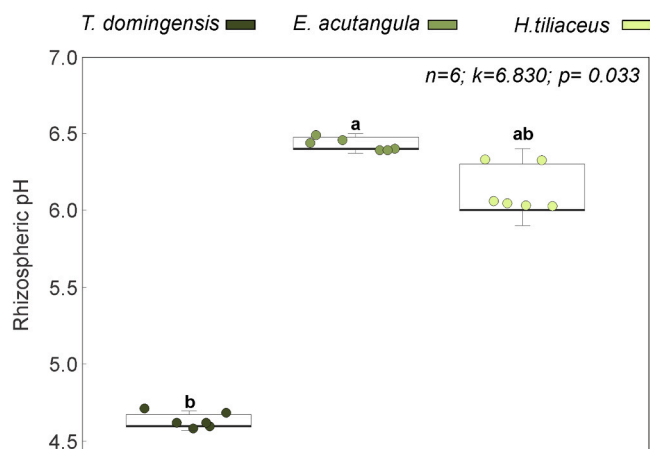 T. domingensis E. acutangula H.tiliaceus
n=6; k=6.830; p= 0.033
7.0
6.5
6.0
5.5
5.0
4.5
Rhizospheric pH
a
ab
b